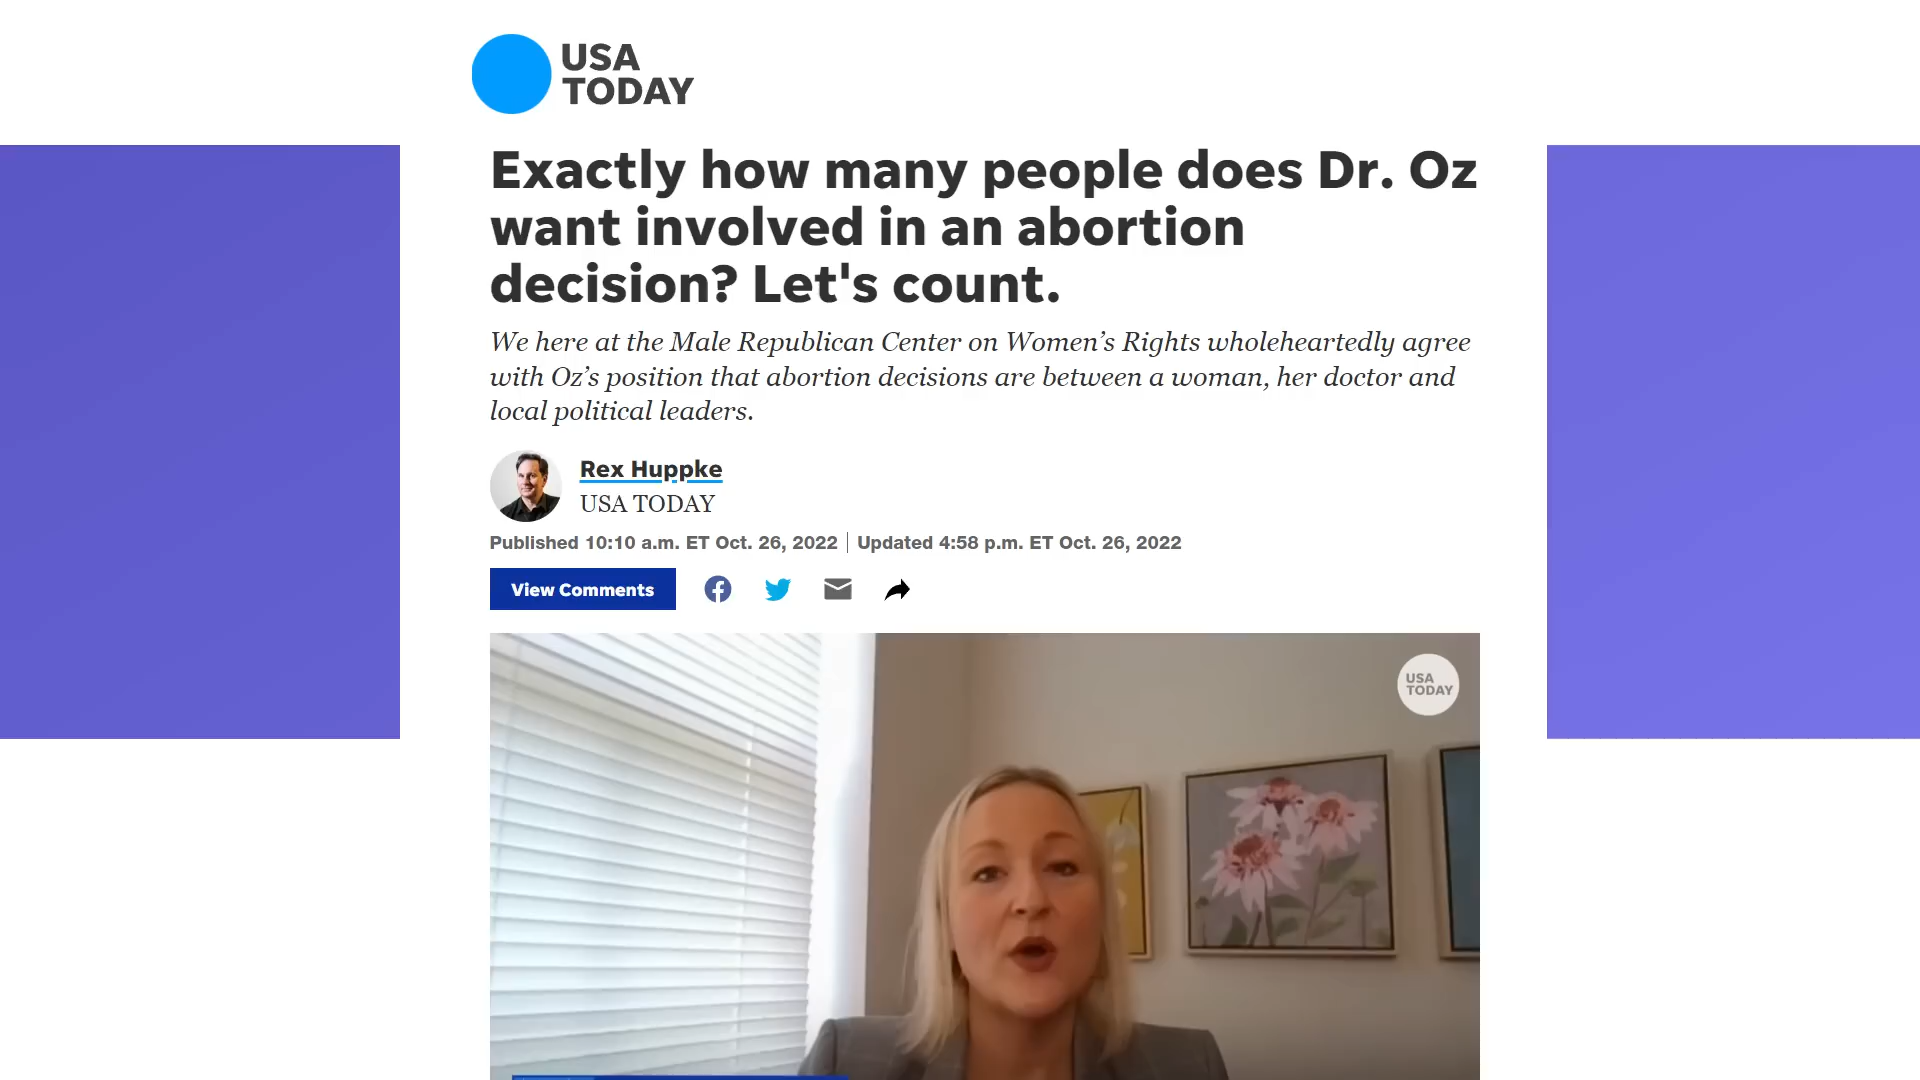 USA
TODAY
Exactly how many people does Dr. Oz
want involved in an abortion
decision? Let's count.
We here at the Male Republican Center on Women’s Rights wholeheartedly agree
with Oz’s position that abortion decisions are between a woman, her doctor and
local political leaders.
Rex Huppke
USA TODAY
Published 10:10 a.m. ET Oct. 26, 2022 | Updated 4:58 p.m. ET Oct. 26, 2022
View Comments
USA
TODAY